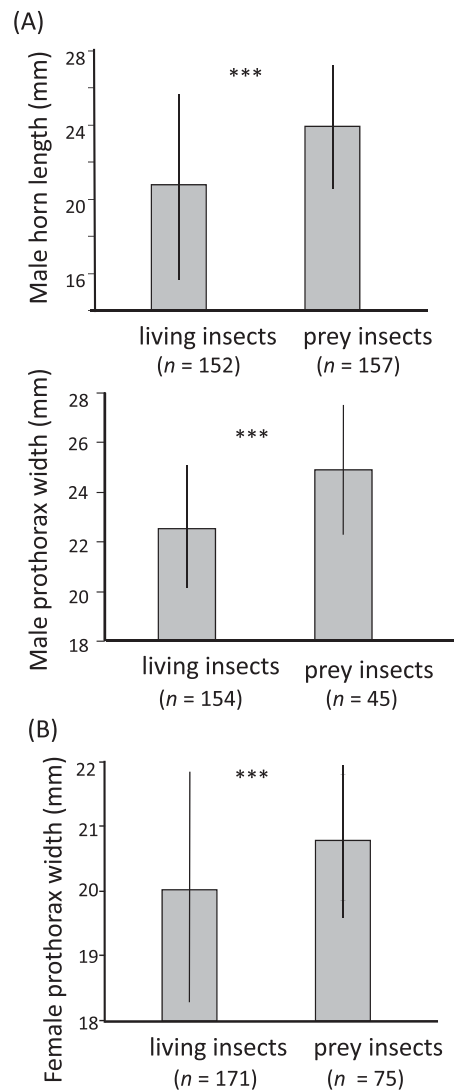 (A)
Male horn length (mm)
28
24
20
16
***
living insects
prey insects
(n = 152)
(n = 157)
Male prothorax width (mm)
28
26
24
22
20
18
***
living insects
prey insects
(n = 154)
(n = 45)
(B)
Female prothorax width (mm)
22
21
20
19
18
***
living insects
prey insects
(n = 171)
(n = 75)